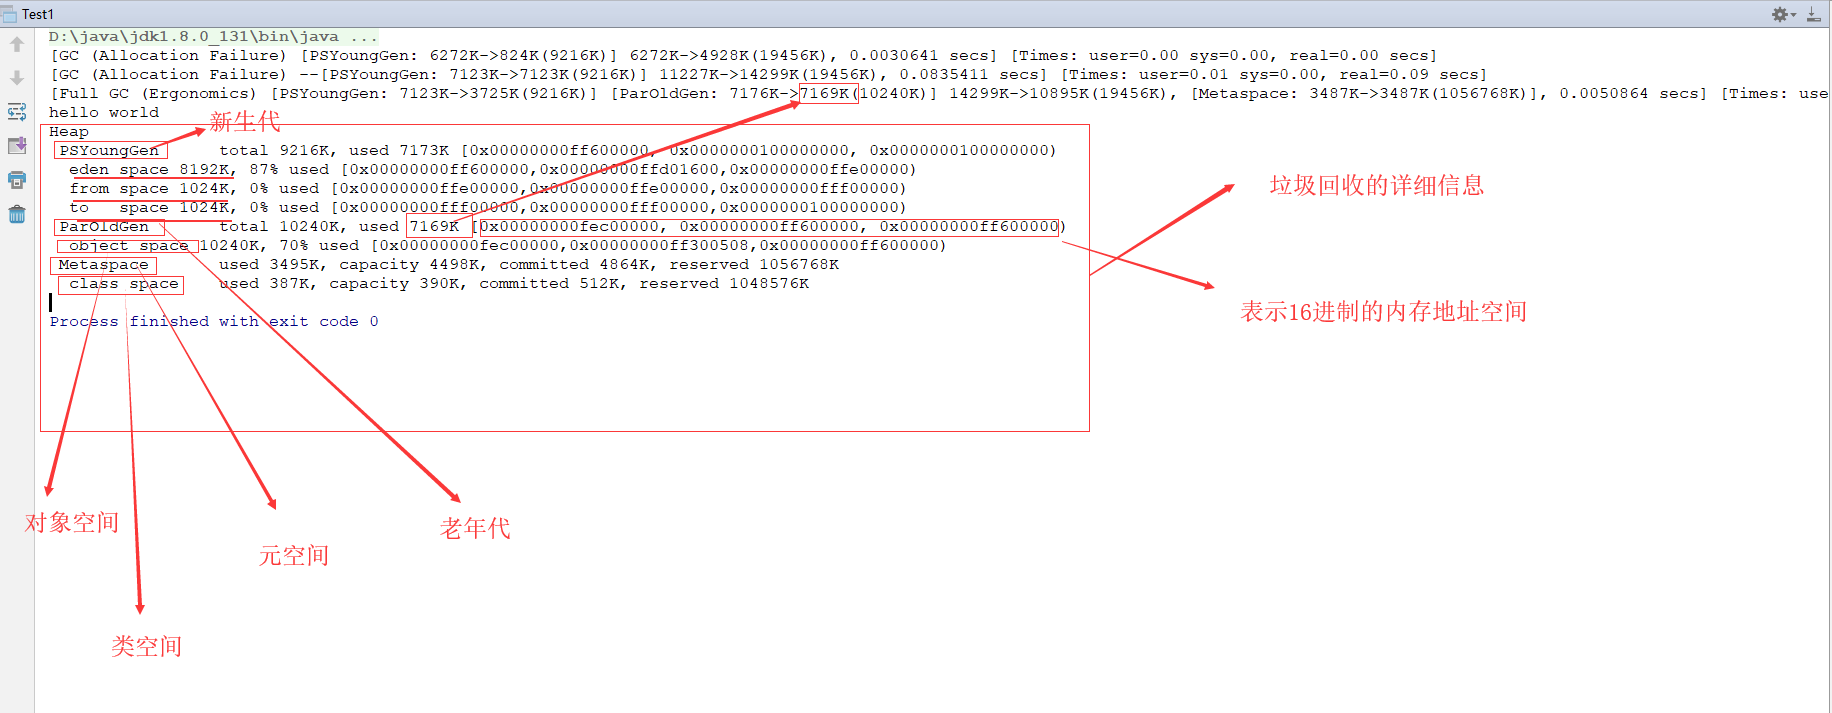 Test1
D:\java\jdk1.8.0_131\bin\java ...
[GC (Allocation Failure) [PSYoungGen: 6272K->824K(9216K)] 6272K->4928K(19456K), 0.0030641 secs] [Times: user=0.00 sys=0.00, real=0.00 secs]
[GC (Allocation Failure) --[PSYoungGen: 7123K->7123K(9216K)] 11227K->14299K(19456K), 0.0835411 secs] [Times: user=0.01 sys=0.00, real=0.09 secs]
[Full GC (Ergonomics) [PSYoungGen: 7123K->3725K(9216K)] [ParOldGen: 7176K->7169K(10240K)] 14299K->10895K(19456K), [Metaspace: 3487K->3487K(1056768K)], 0.0050864 secs] [Times: use
hello world
新生代
Heap
PSYoungGen total 9216K, used 7173K [0x00000000ff600000, 0x0000000100000000, 0x0000000100000000)
eden space 8192K, 87% used [0x00000000ff600000,0x00000000ffd01600,0x00000000ffe00000)
from space 1024K, 0% used [0x00000000ffe00000,0x00000000ffe00000,0x00000000fff00000)
垃圾回收的详细信息
to space 1024K, 0% used [0x00000000fff00000,0x00000000fff00000,0x0000000100000000)
ParOldGen total 10240K, used 7169K [0x00000000fec00000, 0x00000000ff600000, 0x00000000ff600000)
object space 10240K, 70% used [0x00000000fec00000,0x00000000ff300508,0x00000000ff600000)
Metaspace used 3495K, capacity 4498K, committed 4864K, reserved 1056768K
class space used 387K, capacity 390K, committed 512K, reserved 1048576K
表示16进制的内存地址空间
Process finished with exit code 0
对象空间
老年代
元空间
类空间